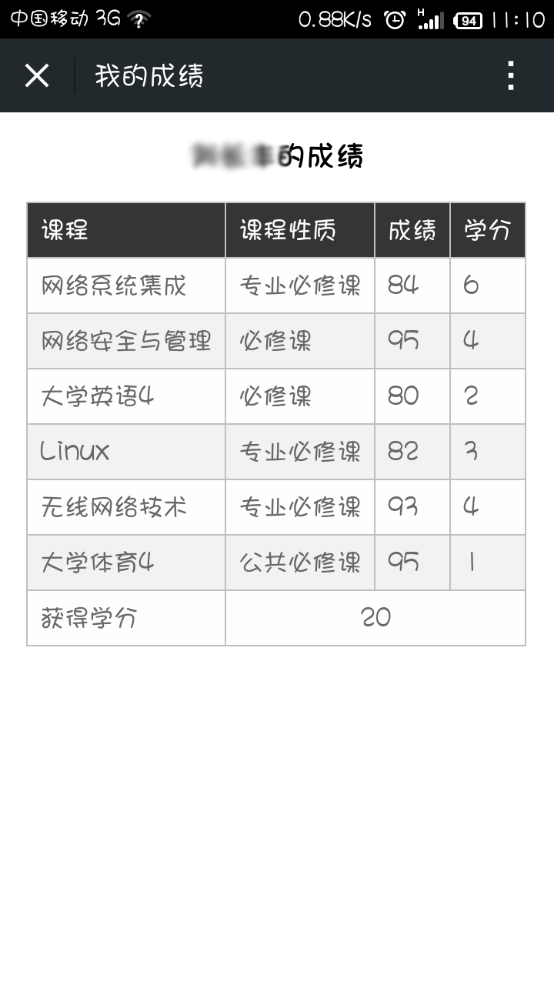 中国移动 3G 0.88K/s H 94 11:10
我的成绩
的成绩
课程 课程性质 成绩 学分
网络系统集成 专业必修课 84 6
网络安全与管理 必修课 95 4
大学英语4 必修课 80 2
Linux 专业必修课 82 3
无线网络技术 专业必修课 93 4
大学体育4 公共必修课 95 1
获得学分 20